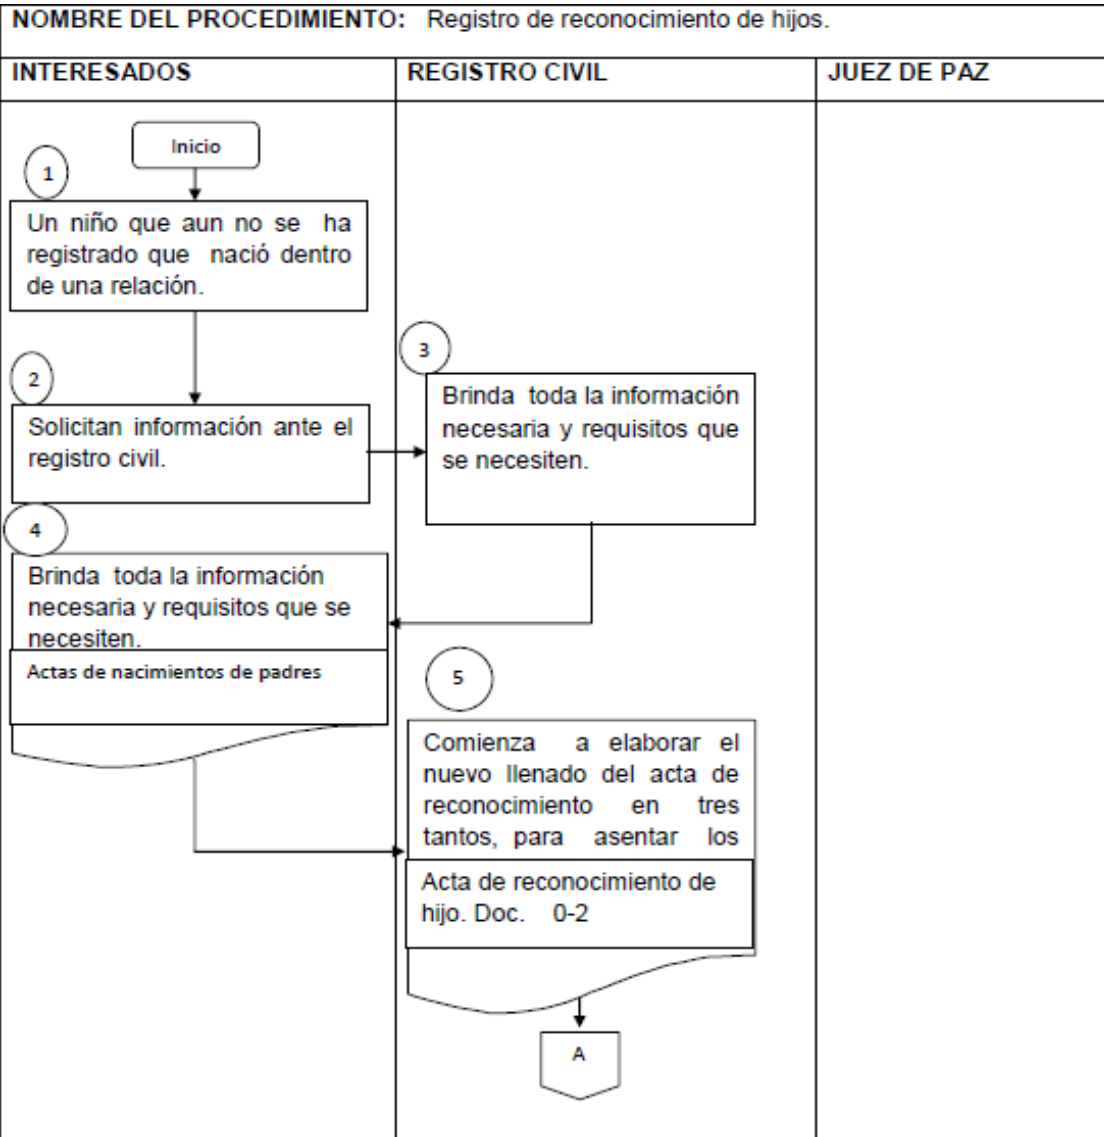 NOMBRE DEL PROCEDIMIENTO: Registro de reconocimiento de hijos.
INTERESADOS
REGISTRO CIVIL
JUEZ DE PAZ
Inicio
1
Un niño que aun no se ha
registrado que nació dentro
de una relación.
2
Solicitan información ante el
registro civil.
3
Brinda toda la información
necesaria y requisitos que
se necesiten.
4
Brinda toda la información
necesaria y requisitos que se
necesiten.
Actas de nacimientos de padres
5
Comienza a elaborar el
nuevo llenado del acta de
reconocimiento en tres
tantos, para asentar los
Acta de reconocimiento de
hijo. Doc. 0-2
A